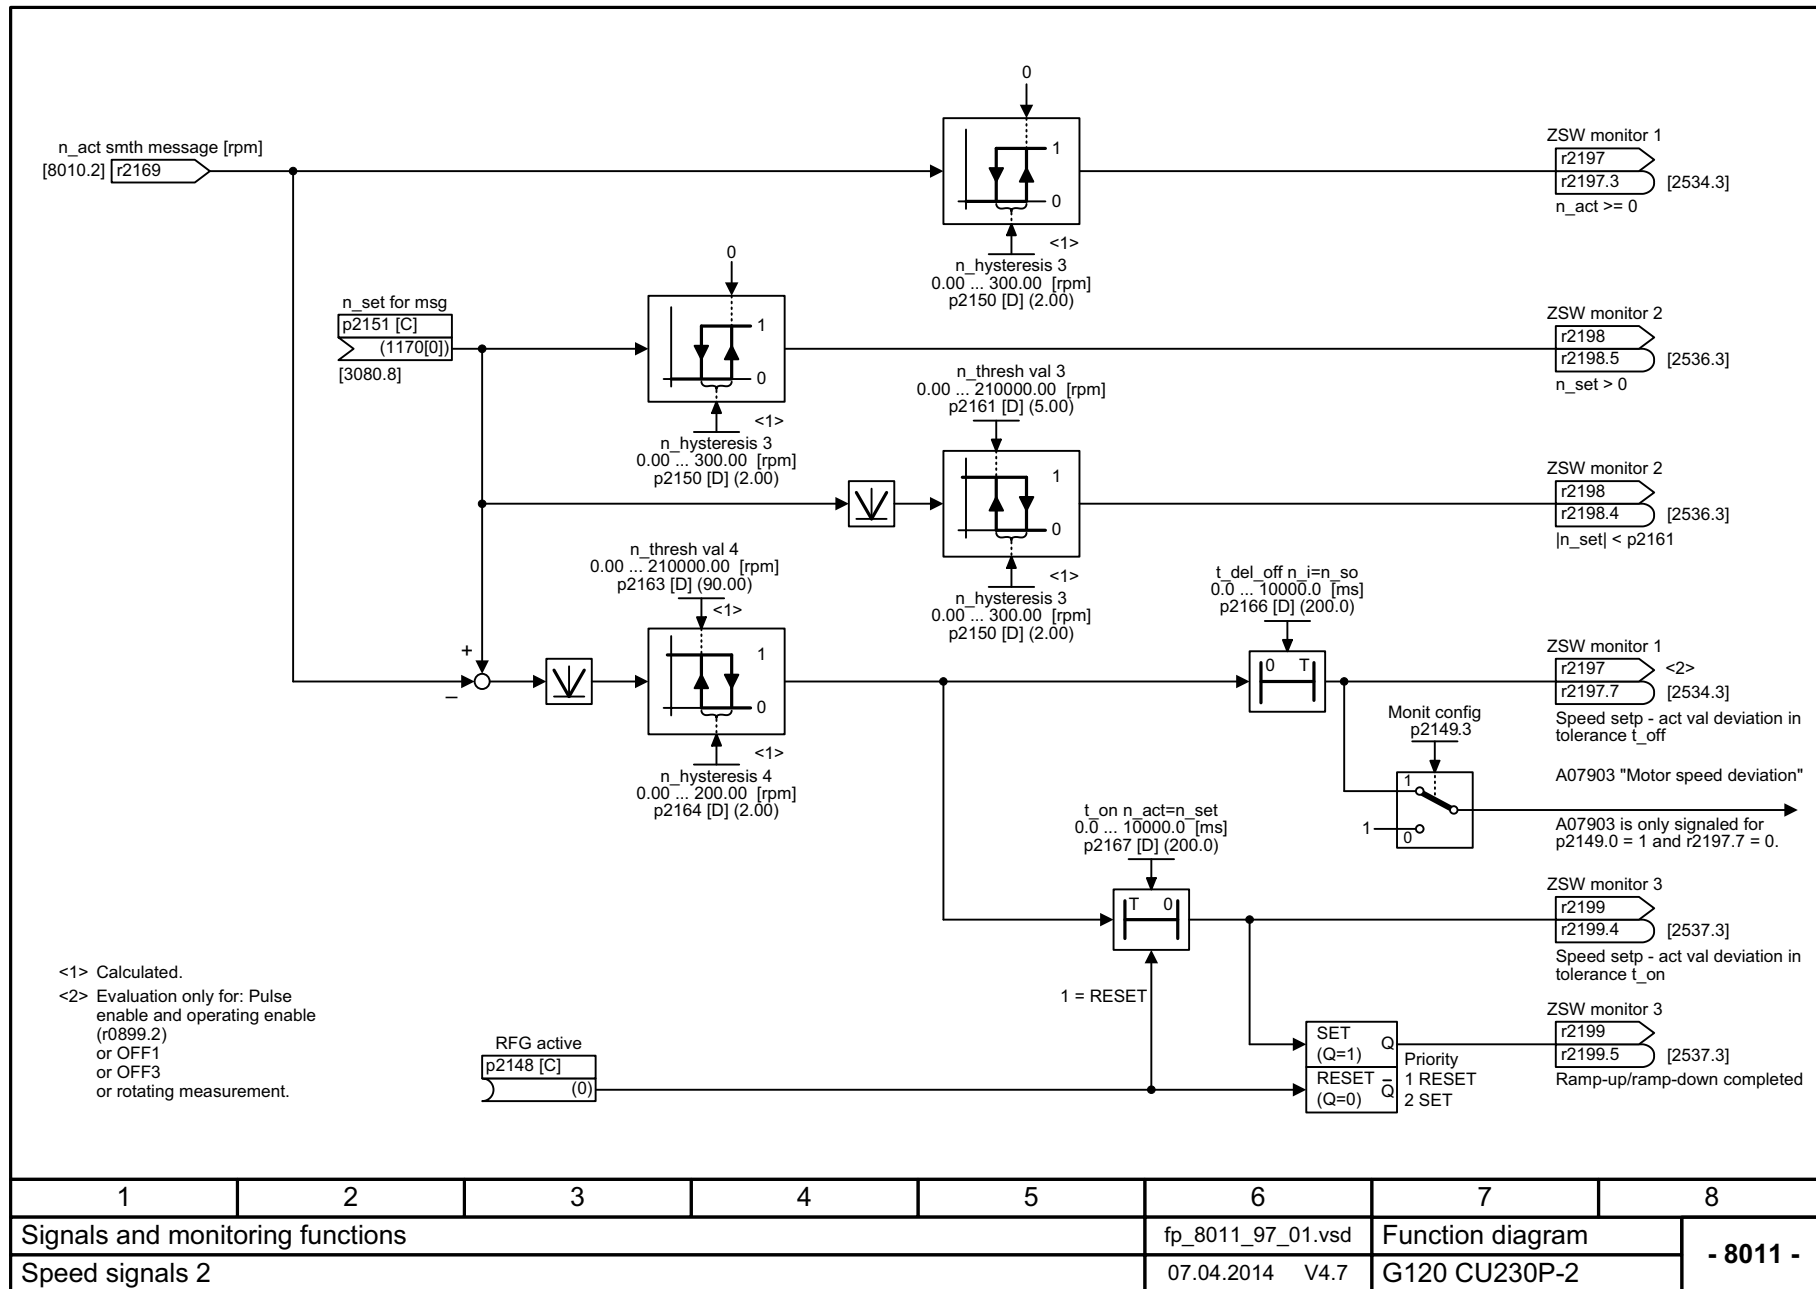 0
n_act smth message [rpm]
[8010.2] r2169
1
0
<1>
n_hysteresis 3
0.00 ... 300.00 [rpm]
p2150 [D] (2.00)
ZSW monitor 1
r2197
r2197.3 [2534.3]
n_act >= 0
0
n_set for msg
p2151 [C]
(1170[0])
[3080.8]
1
0
<1>
n_hysteresis 3
0.00 ... 300.00 [rpm]
p2150 [D] (2.00)
ZSW monitor 2
r2198
r2198.5 [2536.3]
n_set > 0
n_thresh val 3
0.00 ... 210000.00 [rpm]
p2161 [D] (5.00)
1
0
<1>
n_hysteresis 3
0.00 ... 300.00 [rpm]
p2150 [D] (2.00)
ZSW monitor 2
r2198
r2198.4 [2536.3]
|n_set| < p2161
n_thresh val 4
0.00 ... 210000.00 [rpm]
p2163 [D] (90.00)
<1>
+
–
1
0
<1>
n_hysteresis 4
0.00 ... 200.00 [rpm]
p2164 [D] (2.00)
t_del_off n_i=n_so
0.0 ... 10000.0 [ms]
p2166 [D] (200.0)
0 T
ZSW monitor 1
r2197 <2>
r2197.7 [2534.3]
Speed setp - act val deviation in
tolerance t_off
Monit config
p2149.3
1
1
0
A07903 "Motor speed deviation"
A07903 is only signaled for
p2149.0 = 1 and r2197.7 = 0.
t_on n_act=n_set
0.0 ... 10000.0 [ms]
p2167 [D] (200.0)
T 0
1 = RESET
ZSW monitor 3
r2199
r2199.4 [2537.3]
Speed setp - act val deviation in
tolerance t_on
<1> Calculated.
<2> Evaluation only for: Pulse
enable and operating enable
(r0899.2)
or OFF1
or OFF3
or rotating measurement.
RFG active
p2148 [C]
(0)
SET
(Q=1) Q
RESET
(Q=0) Q̅
Priority
1 RESET
2 SET
ZSW monitor 3
r2199
r2199.5 [2537.3]
Ramp-up/ramp-down completed
1 2 3 4 5 6 7 8
Signals and monitoring functions fp_8011_97_01.vsd Function diagram
- 8011 -
Speed signals 2 07.04.2014 V4.7 G120 CU230P-2